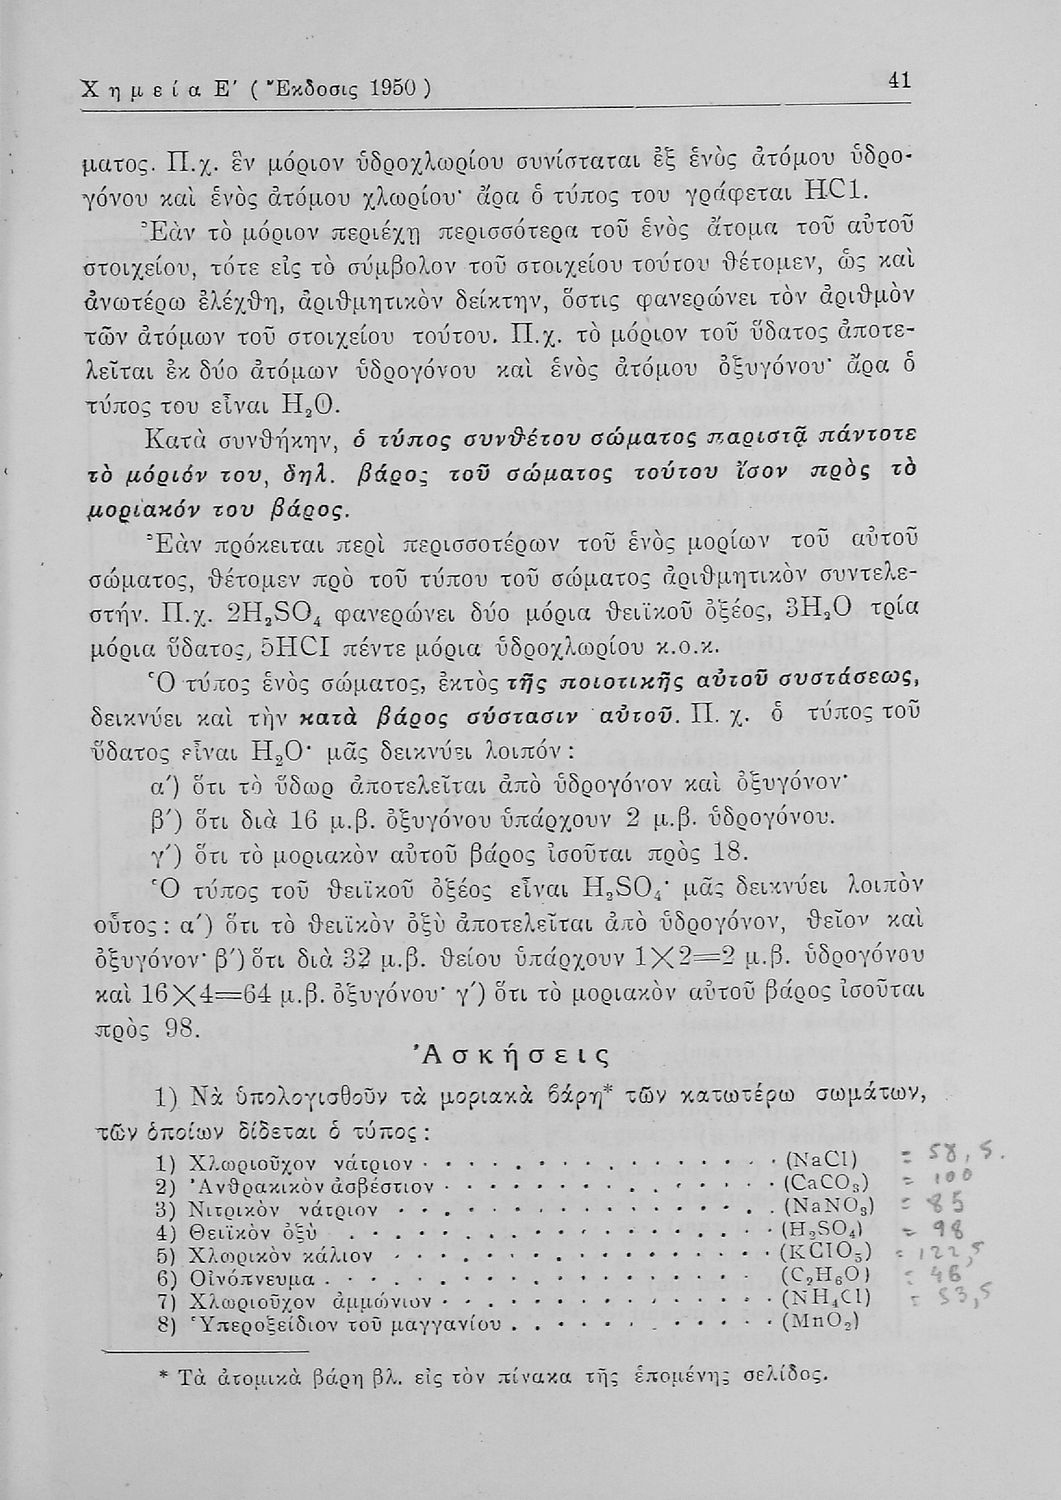 Χημεία Ε΄ (Ἔκδοσις 1950) 41
ματος. Π.χ. ἓν μόριον ὑδροχλωρίου συνίσταται ἐξ ἑνὸς ἀτόμου ὑδρο-
γόνου καὶ ἑνὸς ἀτόμου χλωρίου· ἄρα ὁ τύπος του γράφεται HCl.
Ἐὰν τὸ μόριον περιέχῃ περισσότερα τοῦ ἑνὸς ἄτομα τοῦ αὐτοῦ
στοιχείου, τότε εἰς τὸ σύμβολον τοῦ στοιχείου τούτου θέτομεν, ὡς καὶ
ἀνωτέρω ἐλέχθη, ἀριθμητικὸν δείκτην, ὅστις φανερώνει τὸν ἀριθμὸν
τῶν ἀτόμων τοῦ στοιχείου τούτου. Π.χ. τὸ μόριον τοῦ ὕδατος ἀποτε-
λεῖται ἐκ δύο ἀτόμων ὑδρογόνου καὶ ἑνὸς ἀτόμου ὀξυγόνου· ἄρα ὁ
τύπος του εἶναι H₂O.
Κατὰ συνθήκην, ὁ τύπος συνθέτου σώματος παριστᾷ πάντοτε
τὸ μόριόν του, δηλ. βάρος τοῦ σώματος τούτου ἴσον πρὸς τὸ
μοριακόν του βάρος.
Ἐὰν πρόκειται περὶ περισσοτέρων τοῦ ἑνὸς μορίων τοῦ αὐτοῦ
σώματος, θέτομεν πρὸ τοῦ τύπου τοῦ σώματος ἀριθμητικὸν συντελε-
στήν. Π.χ. 2H₂SO₄ φανερώνει δύο μόρια θειϊκοῦ ὀξέος, 3H₂O τρία
μόρια ὕδατος, 5HCl πέντε μόρια ὑδροχλωρίου κ.ο.κ.
Ὁ τύπος ἑνὸς σώματος, ἐκτὸς τῆς ποιοτικῆς αὐτοῦ συστάσεως,
δεικνύει καὶ τὴν κατὰ βάρος σύστασιν αὐτοῦ. Π. χ. ὁ τύπος τοῦ
ὕδατος εἶναι H₂O· μᾶς δεικνύει λοιπόν :
α΄) ὅτι τὸ ὕδωρ ἀποτελεῖται ἀπὸ ὑδρογόνον καὶ ὀξυγόνον·
β΄) ὅτι διὰ 16 μ.β. ὀξυγόνου ὑπάρχουν 2 μ.β. ὑδρογόνου.
γ΄) ὅτι τὸ μοριακὸν αὐτοῦ βάρος ἰσοῦται πρὸς 18.
Ὁ τύπος τοῦ θειϊκοῦ ὀξέος εἶναι H₂SO₄· μᾶς δεικνύει λοιπὸν
οὗτος : α΄) ὅτι τὸ θειϊκὸν ὀξὺ ἀποτελεῖται ἀπὸ ὑδρογόνον, θεῖον καὶ
ὀξυγόνον· β΄) ὅτι διὰ 32 μ.β. θείου ὑπάρχουν 1×2=2 μ.β. ὑδρογόνου
καὶ 16×4=64 μ.β. ὀξυγόνου· γ΄) ὅτι τὸ μοριακὸν αὐτοῦ βάρος ἰσοῦται
πρὸς 98.
Ἀσκήσεις
1) Νὰ ὑπολογισθοῦν τὰ μοριακὰ βάρη* τῶν κατωτέρω σωμάτων,
τῶν ὁποίων δίδεται ὁ τύπος :
1) Χλωριοῦχον νάτριον . . . . . . . . . . . . . . (NaCl) = 58,5.
2) Ἀνθρακικὸν ἀσβέστιον . . . . . . . . . . . . . (CaCO₃) = 100
3) Νιτρικὸν νάτριον . . . . . . . . . . . . . . . (NaNO₃) = 85
4) Θειϊκὸν ὀξὺ . . . . . . . . . . . . . . . . . (H₂SO₄) = 98
5) Χλωρικὸν κάλιον . . . . . . . . . . . . . . . (KClO₃) = 122,5
6) Οἰνόπνευμα . . . . . . . . . . . . . . . . . (C₂H₆O) = 46
7) Χλωριοῦχον ἀμμώνιον . . . . . . . . . . . . . (NH₄Cl) = 53,5
8) Ὑπεροξείδιον τοῦ μαγγανίου . . . . . . . . . . (MnO₂)
* Τὰ ἀτομικὰ βάρη βλ. εἰς τὸν πίνακα τῆς ἑπομένης σελίδος.